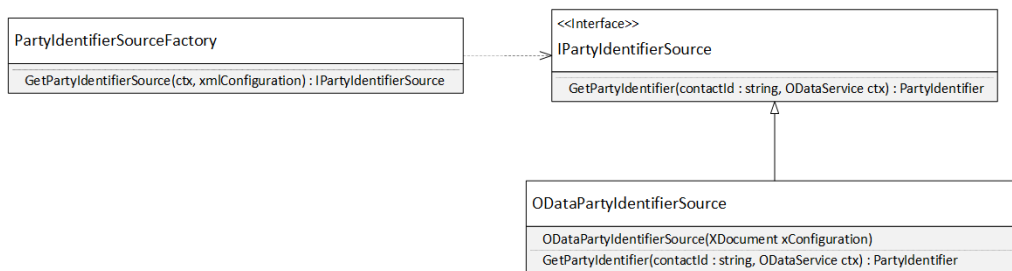 PartyIdentifierSourceFactory
GetPartyIdentifierSource(ctx, xmlConfiguration) : IPartyIdentifierSource
<<Interface>>
IPartyIdentifierSource
GetPartyIdentifier(contactId : string, ODataService ctx) : PartyIdentifier
ODataPartyIdentifierSource
ODataPartyIdentifierSource(XDocument xConfiguration)
GetPartyIdentifier(contactId : string, ODataService ctx) : PartyIdentifier